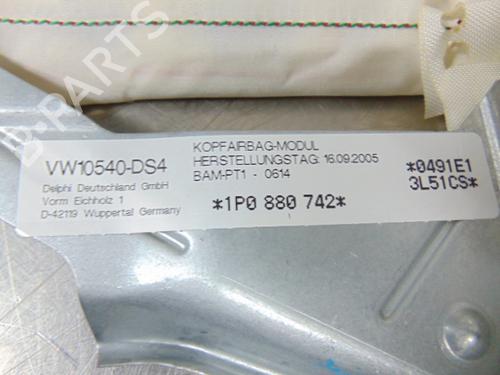 B-PARTS
KOPFAIRBAG-MODUL
VW10540-DS4
HERSTELLUNGSTAG: 16.09.2005
*0491E1
Delphi Deutschland GmbH
BAM-PT1 - 0614
3L51CS*
Vorm Eichholz 1
D-42119 Wuppertal Germany
*1P0 880 742*